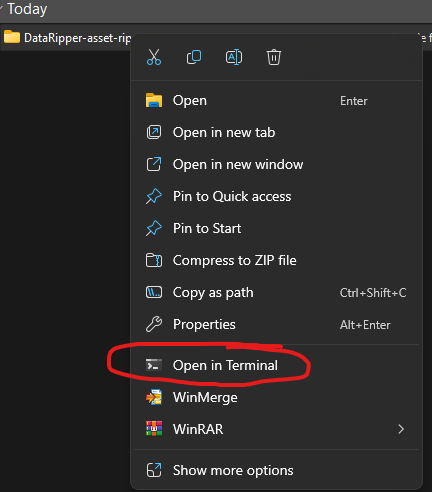 Today
DataRipper-asset-rip
Open Enter
Open in new tab
Open in new window
Pin to Quick access
Pin to Start
Compress to ZIP file
Copy as path Ctrl+Shift+C
Properties Alt+Enter
Open in Terminal
WinMerge
WinRAR
Show more options